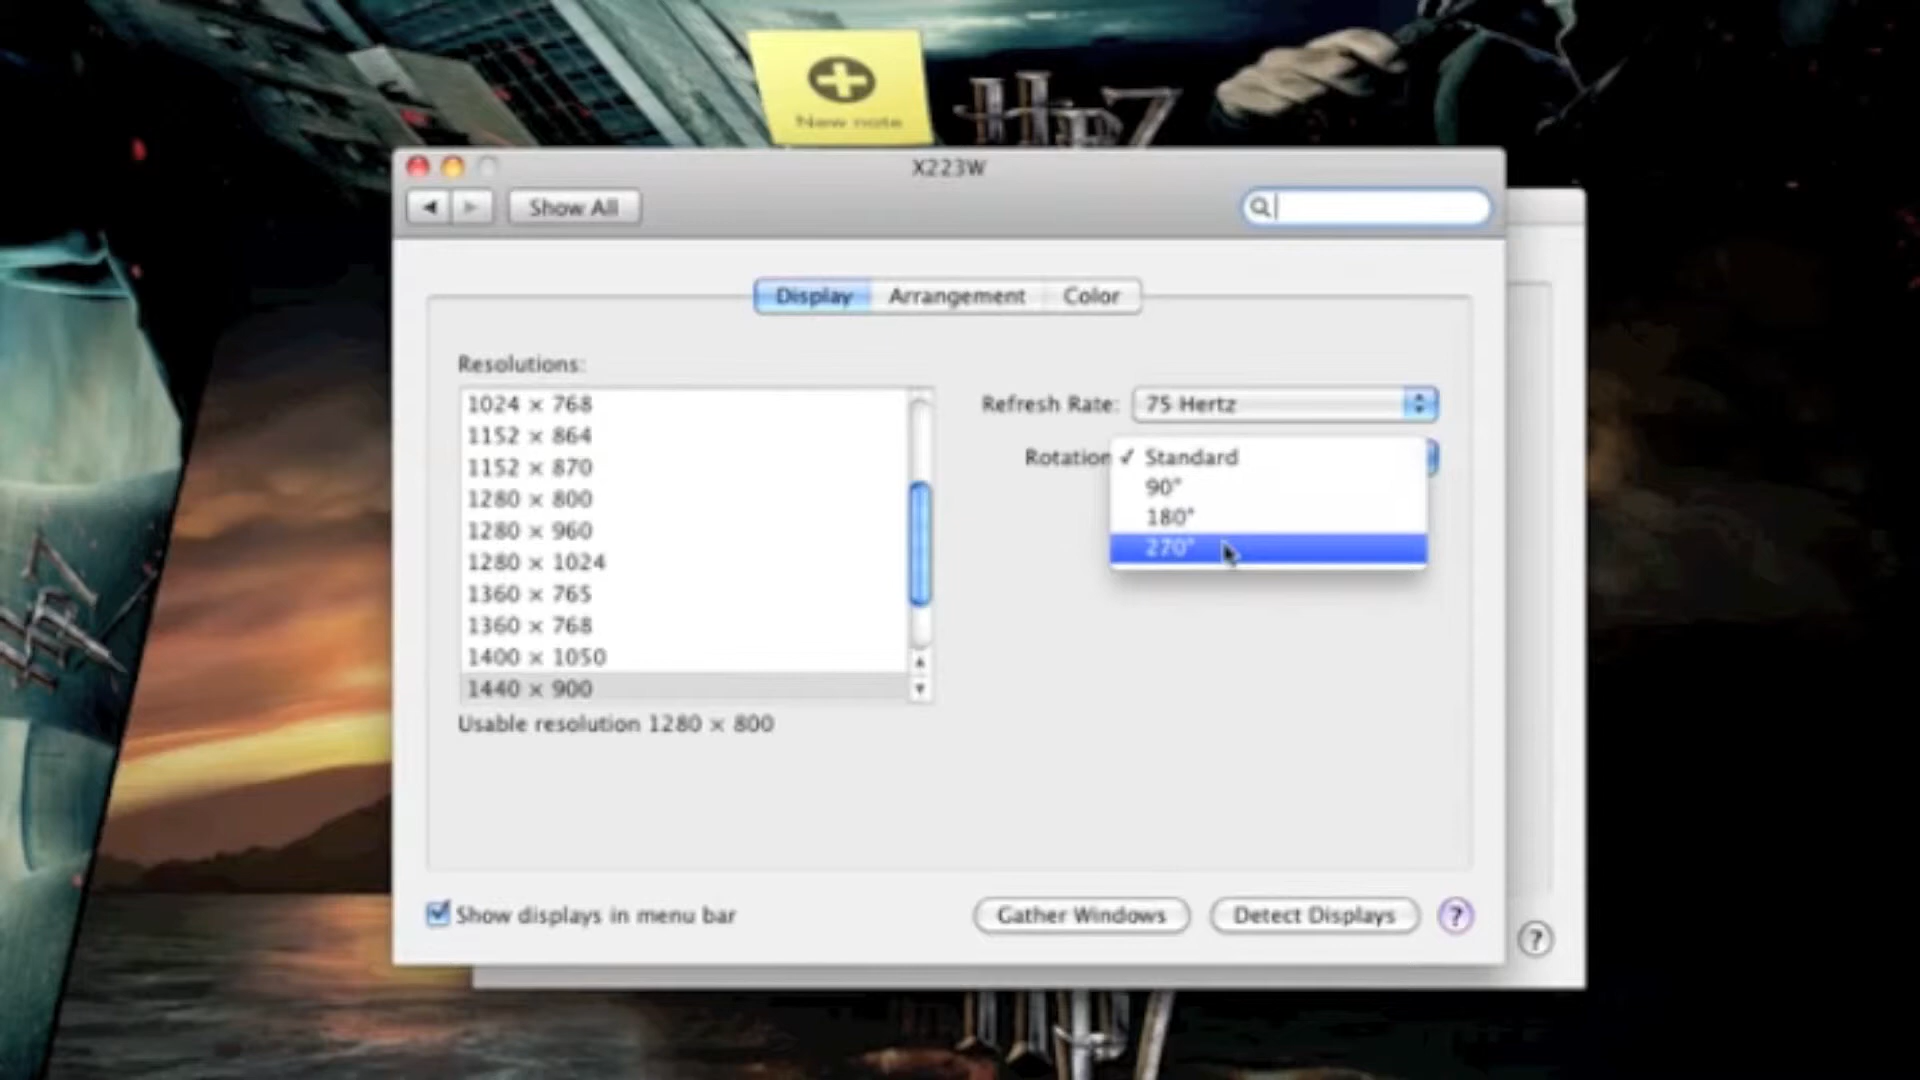 New note
HP7
X223W
Show All
Display Arrangement Color
Resolutions:
1024 × 768
1152 × 864
1152 × 870
1280 × 800
1280 × 960
1280 × 1024
1360 × 765
1360 × 768
1400 × 1050
1440 × 900
Usable resolution 1280 × 800
Refresh Rate: 75 Hertz
Rotation ✓ Standard
90°
180°
270°
Show displays in menu bar
Gather Windows Detect Displays ?
?